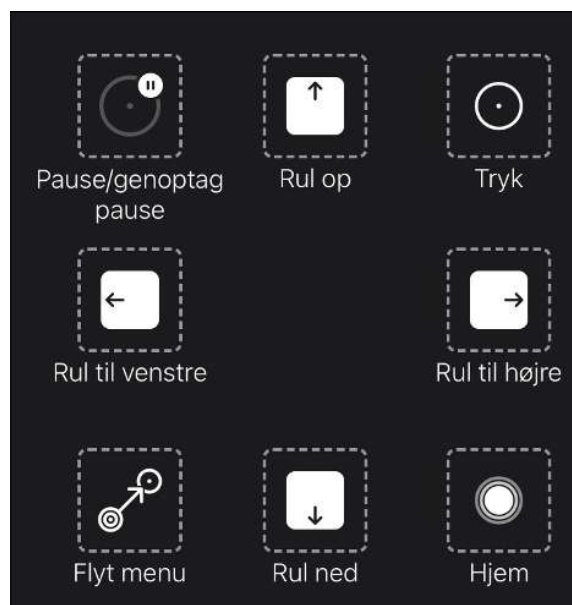 Pause/genoptag
pause
Rul op
Tryk
Rul til venstre
Rul til højre
Flyt menu
Rul ned
Hjem